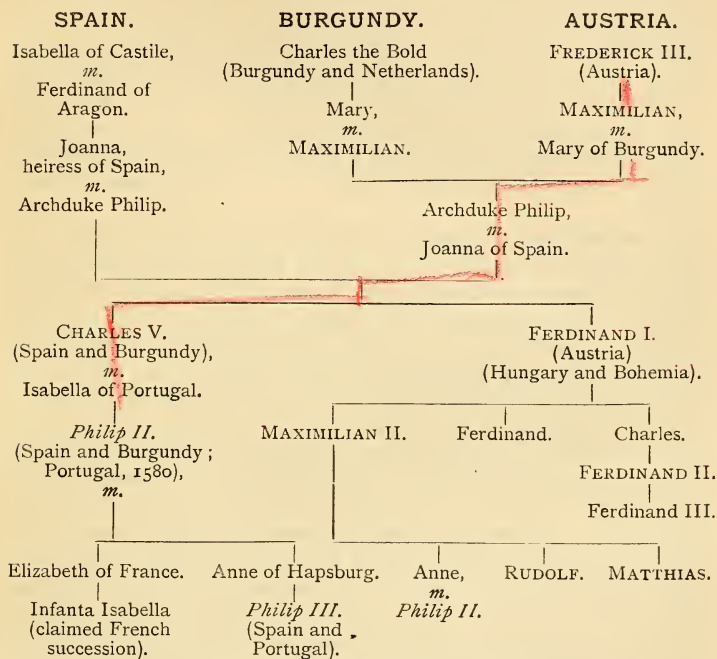 SPAIN.
Isabella of Castile,
m.
Ferdinand of
Aragon.
Joanna,
heiress of Spain,
m.
Archduke Philip.
BURGUNDY.
Charles the Bold
(Burgundy and Netherlands).
Mary,
m.
MAXIMILIAN.
AUSTRIA.
FREDERICK III.
(Austria).
MAXIMILIAN,
m.
Mary of Burgundy.
Archduke Philip,
m.
Joanna of Spain.
CHARLES V.
(Spain and Burgundy),
m.
Isabella of Portugal.
Philip II.
(Spain and Burgundy ;
Portugal, 1580),
m.
FERDINAND I.
(Austria)
(Hungary and Bohemia).
MAXIMILIAN II.
Ferdinand.
Charles.
FERDINAND II.
Ferdinand III.
Elizabeth of France.
Infanta Isabella
(claimed French
succession).
Anne of Hapsburg.
Philip III.
(Spain and
Portugal).
Anne,
m.
Philip II.
RUDOLF.
MATTHIAS.